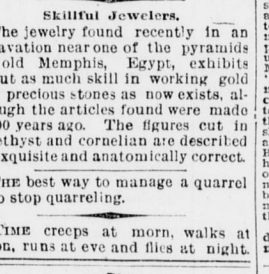 Skillful Jewelers.
he jewelry found recently in an
avation near one of the pyramids
old Memphis, Egypt, exhibits
ut as much skill in working gold
precious stones as now exists, al-
ugh the articles found were made
00 years ago. The figures cut in
ethyst and cornelian are described
xquisite and anatomically correct.
HE best way to manage a quarrel
o stop quarreling.
TIME creeps at morn, walks at
on, runs at eve and flies at night.